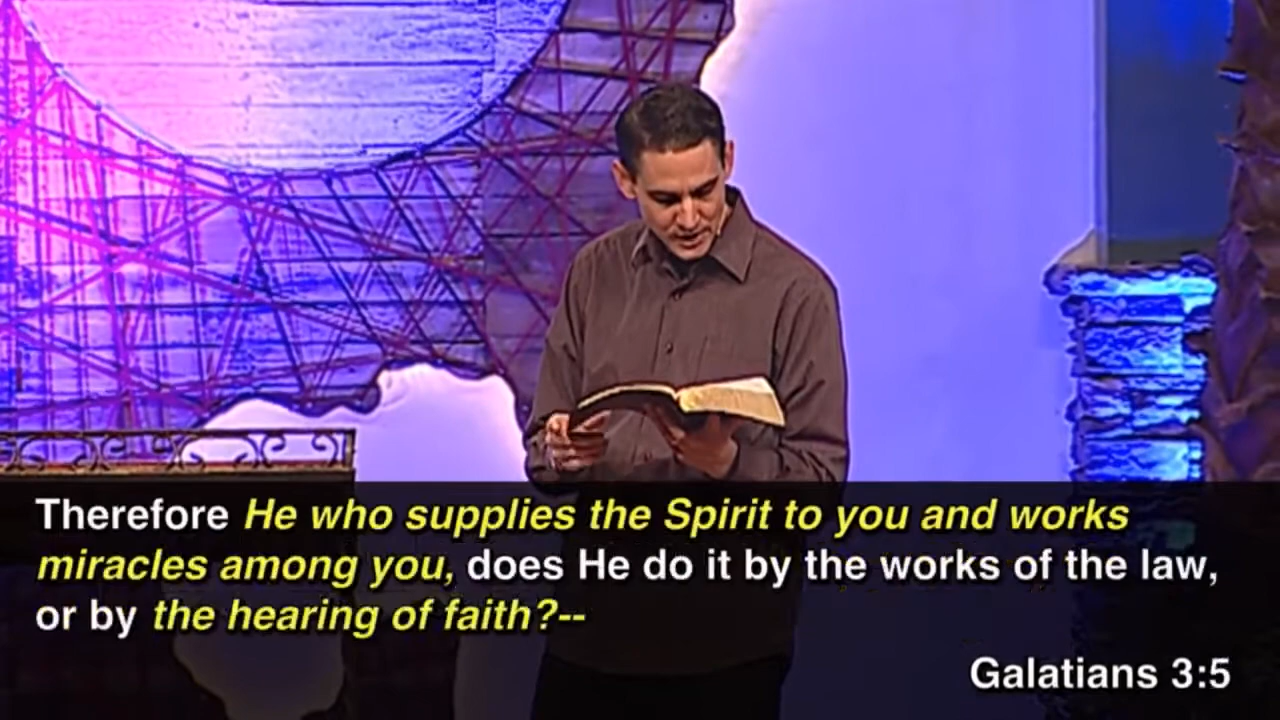 Therefore He who supplies the Spirit to you and works
miracles among you, does He do it by the works of the law,
or by the hearing of faith?--
Galatians 3:5